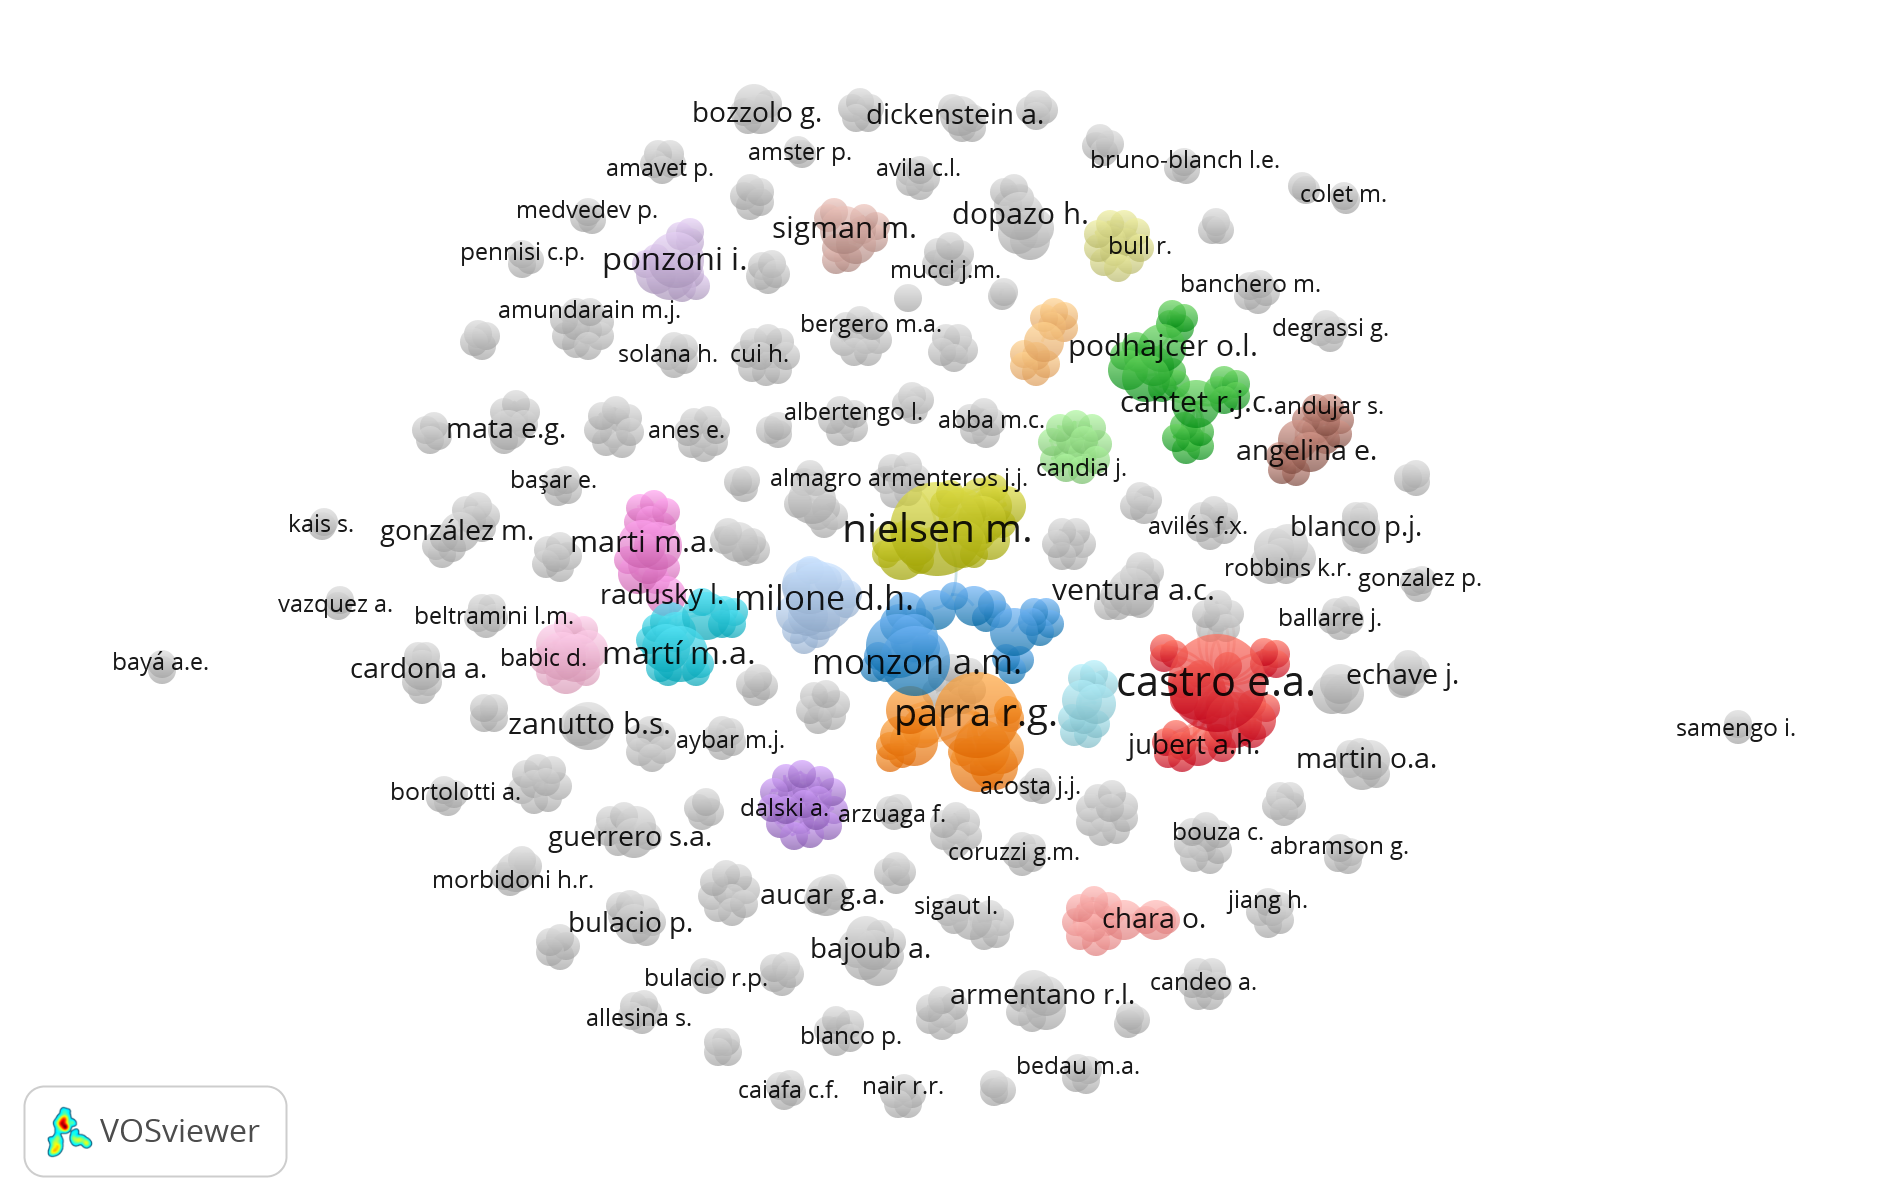 bozzolo g.
dickenstein a.
amster p.
bruno-blanch l.e.
amavet p.
avila c.l.
colet m.
medvedev p.
dopazo h.
sigman m.
bull r.
pennisi c.p.
ponzoni i.
mucci j.m.
banchero m.
amundarain m.j.
bergero m.a.
degrassi g.
podhajcer o.l.
solana h.
cui h.
cantet r.j.c.
andujar s.
albertengo l.
abba m.c.
mata e.g.
anes e.
angelina e.
candia j.
almagro armenteros j.j.
başar e.
kais s.
gonzález m.
nielsen m.
avilés f.x.
blanco p.j.
marti m.a.
robbins k.r.
gonzalez p.
radusky l.
milone d.h.
ventura a.c.
vazquez a.
beltramini l.m.
ballarre j.
bayá a.e.
cardona a.
babic d.
martí m.a.
monzon a.m.
castro e.a.
echave j.
zanutto b.s.
parra r.g.
samengo i.
aybar m.j.
jubert a.h.
martin o.a.
bortolotti a.
acosta j.j.
dalski a.
arzuaga f.
guerrero s.a.
bouza c.
abramson g.
coruzzi g.m.
morbidoni h.r.
aucar g.a.
sigaut l.
jiang h.
bulacio p.
chara o.
bajoub a.
bulacio r.p.
candeo a.
armentano r.l.
allesina s.
blanco p.
bedau m.a.
caiafa c.f.
nair r.r.
VOSviewer